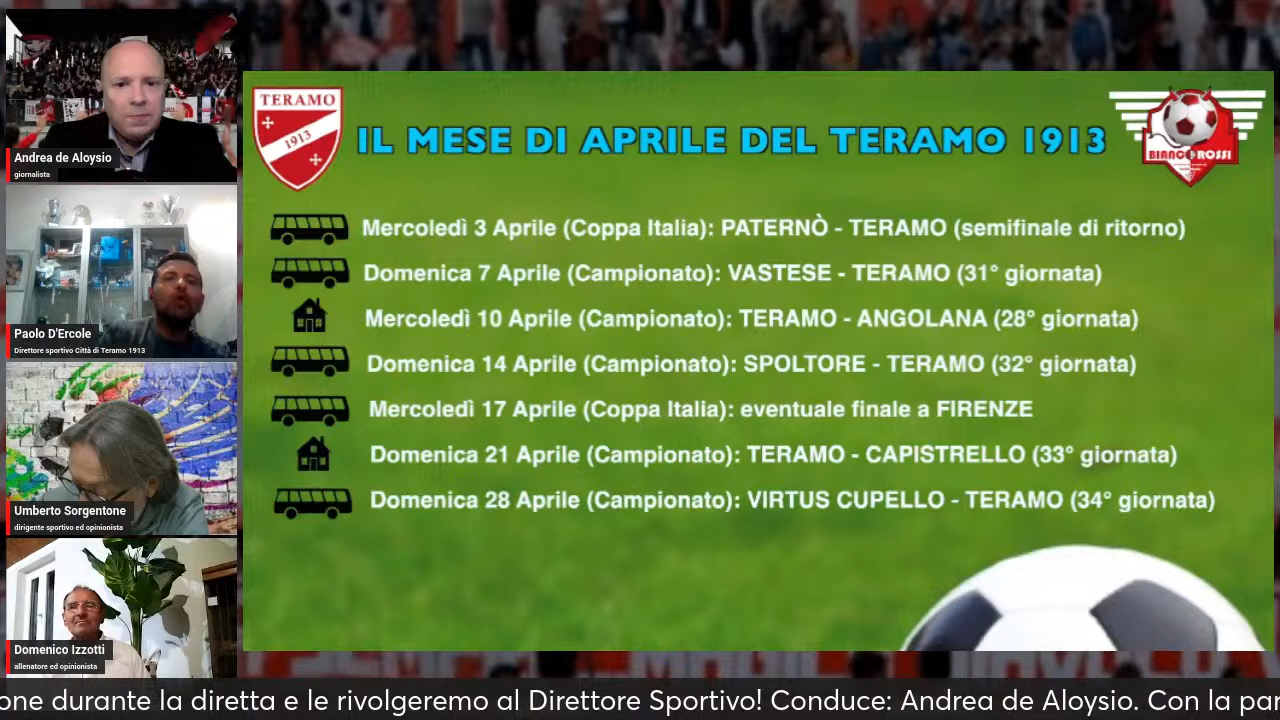 Andrea de Aloysio
giornalista
Paolo D'Ercole
Direttore sportivo Città di Teramo 1913
Umberto Sorgentone
dirigente sportivo ed opinionista
Domenico Izzotti
allenatore ed opinionista
TERAMO
1913
IL MESE DI APRILE DEL TERAMO 1913
BIANCOROSSI
Mercoledì 3 Aprile (Coppa Italia): PATERNÒ - TERAMO (semifinale di ritorno)
Domenica 7 Aprile (Campionato): VASTESE - TERAMO (31° giornata)
Mercoledì 10 Aprile (Campionato): TERAMO - ANGOLANA (28° giornata)
Domenica 14 Aprile (Campionato): SPOLTORE - TERAMO (32° giornata)
Mercoledì 17 Aprile (Coppa Italia): eventuale finale a FIRENZE
Domenica 21 Aprile (Campionato): TERAMO - CAPISTRELLO (33° giornata)
Domenica 28 Aprile (Campionato): VIRTUS CUPELLO - TERAMO (34° giornata)
one durante la diretta e le rivolgeremo al Direttore Sportivo! Conduce: Andrea de Aloysio. Con la par